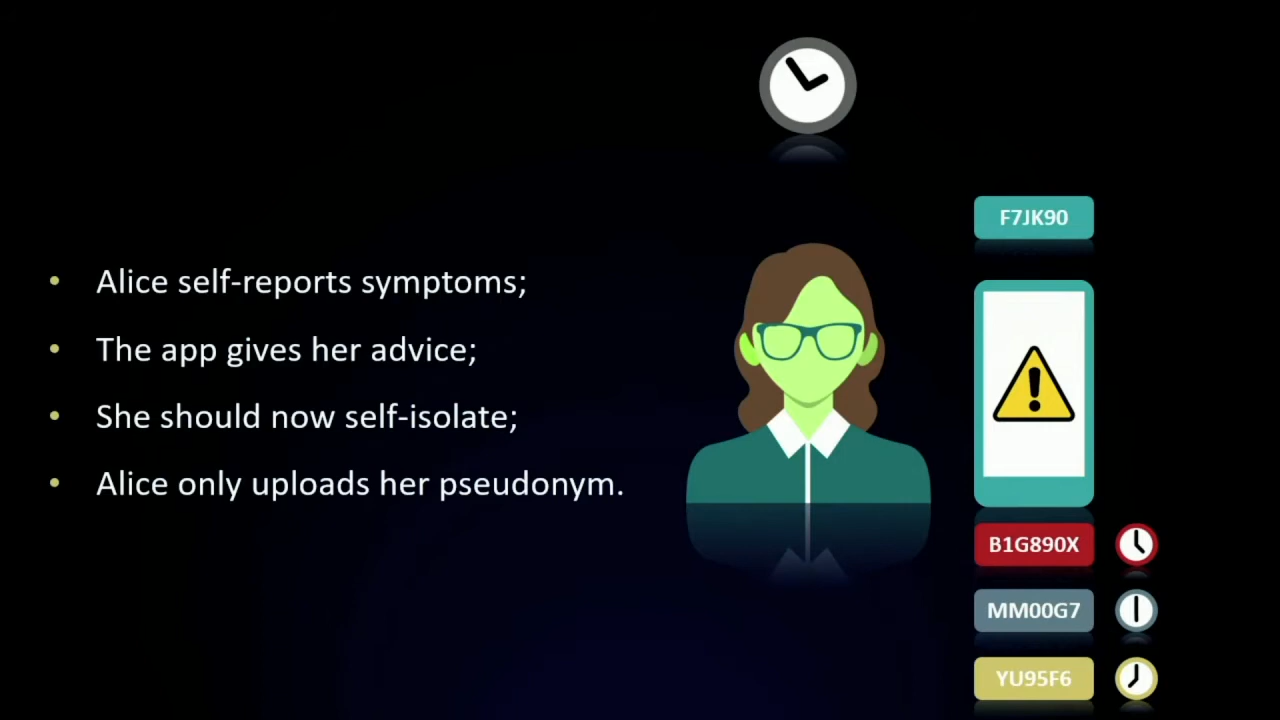 F7JK90
Alice self-reports symptoms;
The app gives her advice;
She should now self-isolate;
Alice only uploads her pseudonym.
B1G890X
MM00G7
YU95F6